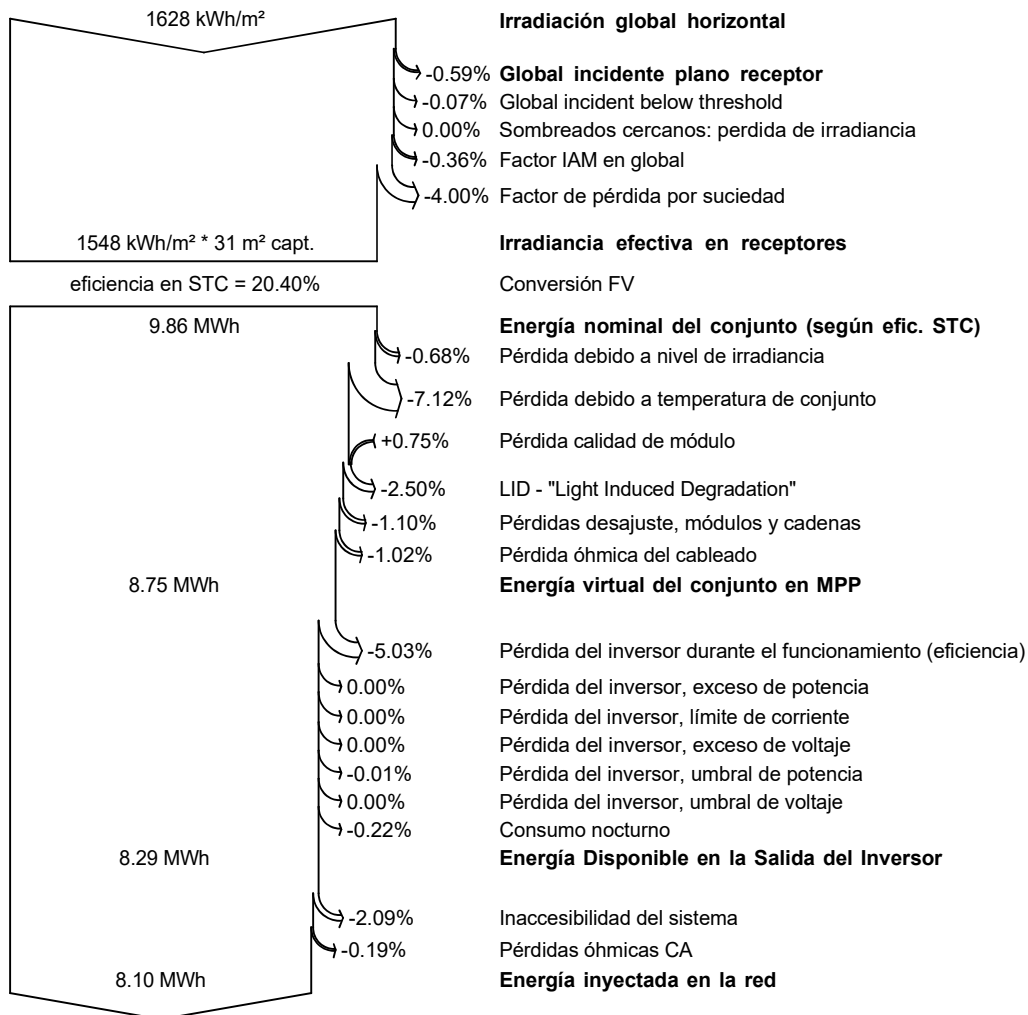 1628 kWh/m² Irradiación global horizontal
-0.59% Global incidente plano receptor
-0.07% Global incident below threshold
0.00% Sombreados cercanos: perdida de irradiancia
-0.36% Factor IAM en global
-4.00% Factor de pérdida por suciedad
1548 kWh/m² * 31 m² capt. Irradiancia efectiva en receptores
eficiencia en STC = 20.40% Conversión FV
9.86 MWh Energía nominal del conjunto (según efic. STC)
-0.68% Pérdida debido a nivel de irradiancia
-7.12% Pérdida debido a temperatura de conjunto
+0.75% Pérdida calidad de módulo
-2.50% LID - "Light Induced Degradation"
-1.10% Pérdidas desajuste, módulos y cadenas
-1.02% Pérdida óhmica del cableado
8.75 MWh Energía virtual del conjunto en MPP
-5.03% Pérdida del inversor durante el funcionamiento (eficiencia)
0.00% Pérdida del inversor, exceso de potencia
0.00% Pérdida del inversor, límite de corriente
0.00% Pérdida del inversor, exceso de voltaje
-0.01% Pérdida del inversor, umbral de potencia
0.00% Pérdida del inversor, umbral de voltaje
-0.22% Consumo nocturno
8.29 MWh Energía Disponible en la Salida del Inversor
-2.09% Inaccesibilidad del sistema
-0.19% Pérdidas óhmicas CA
8.10 MWh Energía inyectada en la red